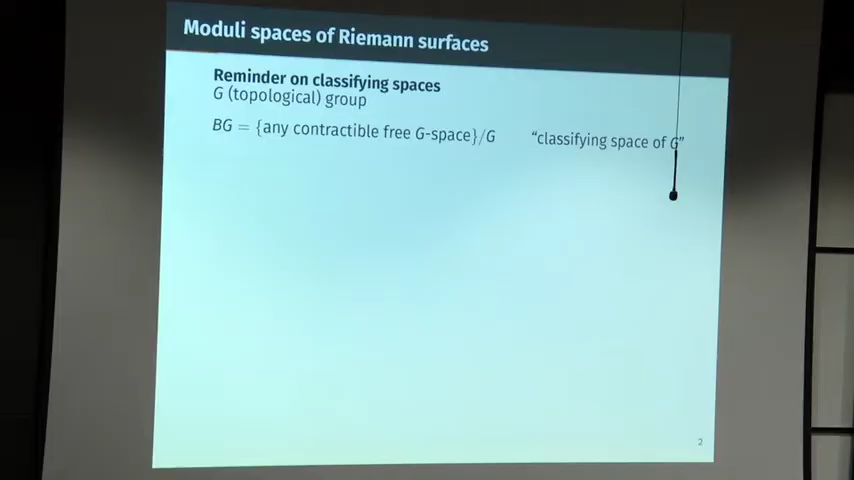 Moduli spaces of Riemann surfaces
Reminder on classifying spaces
G (topological) group
BG = {any contractible free G-space}/G “classifying space of G”
2